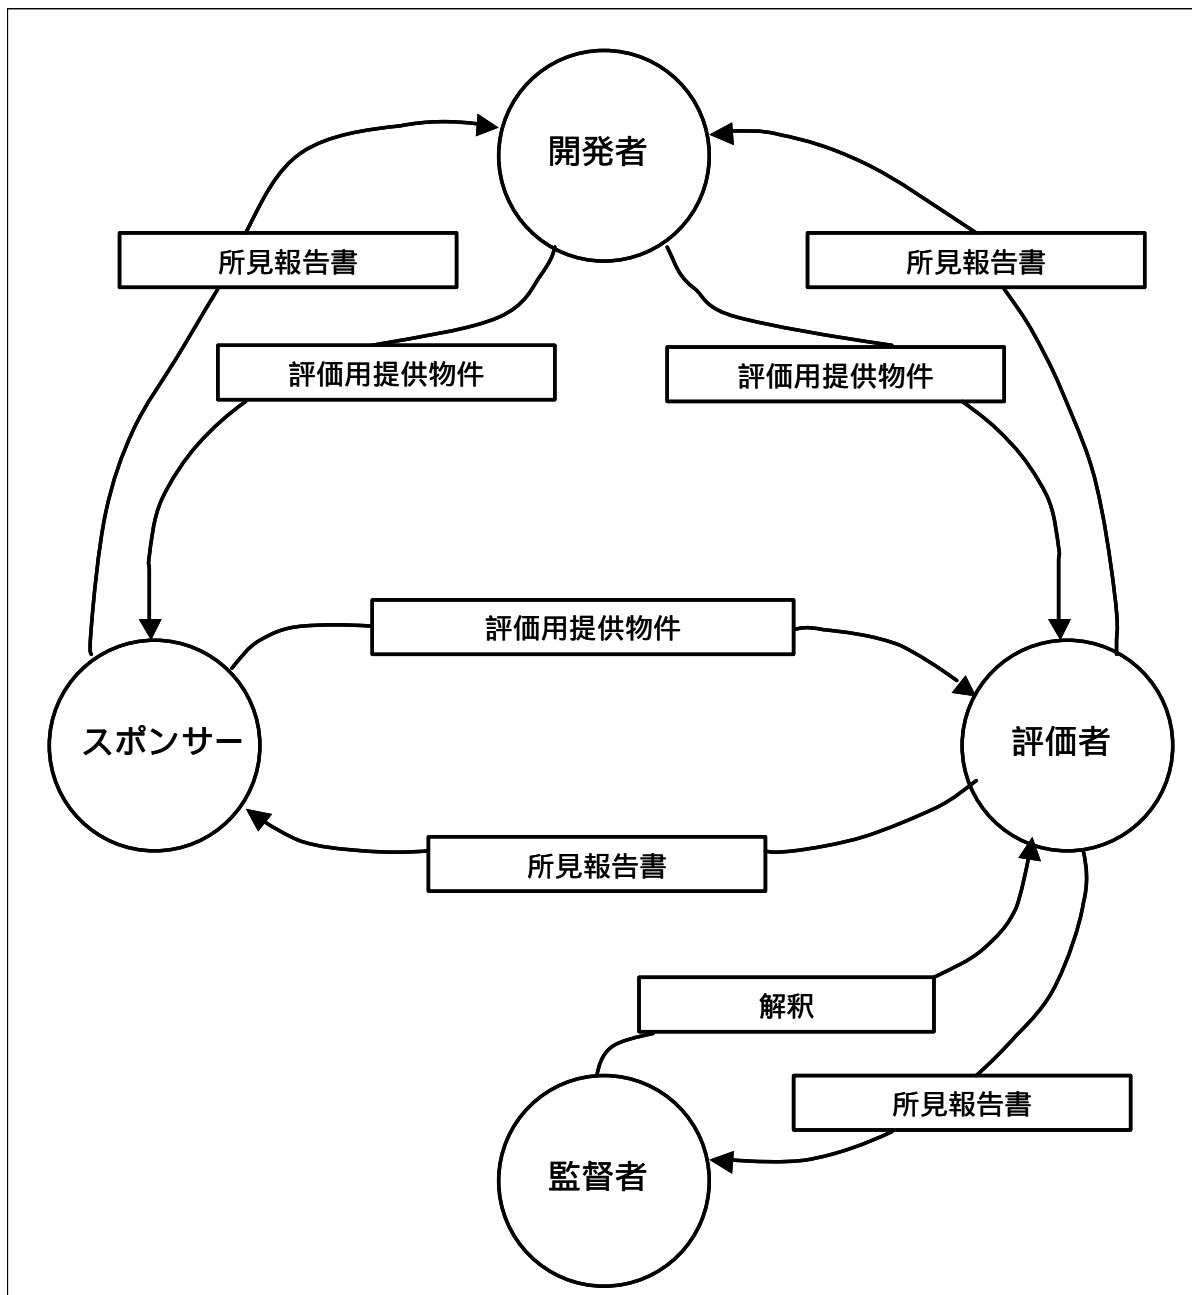 開発者
所見報告書
所見報告書
評価用提供物件
評価用提供物件
評価用提供物件
スポンサー
評価者
所見報告書
解釈
所見報告書
監督者